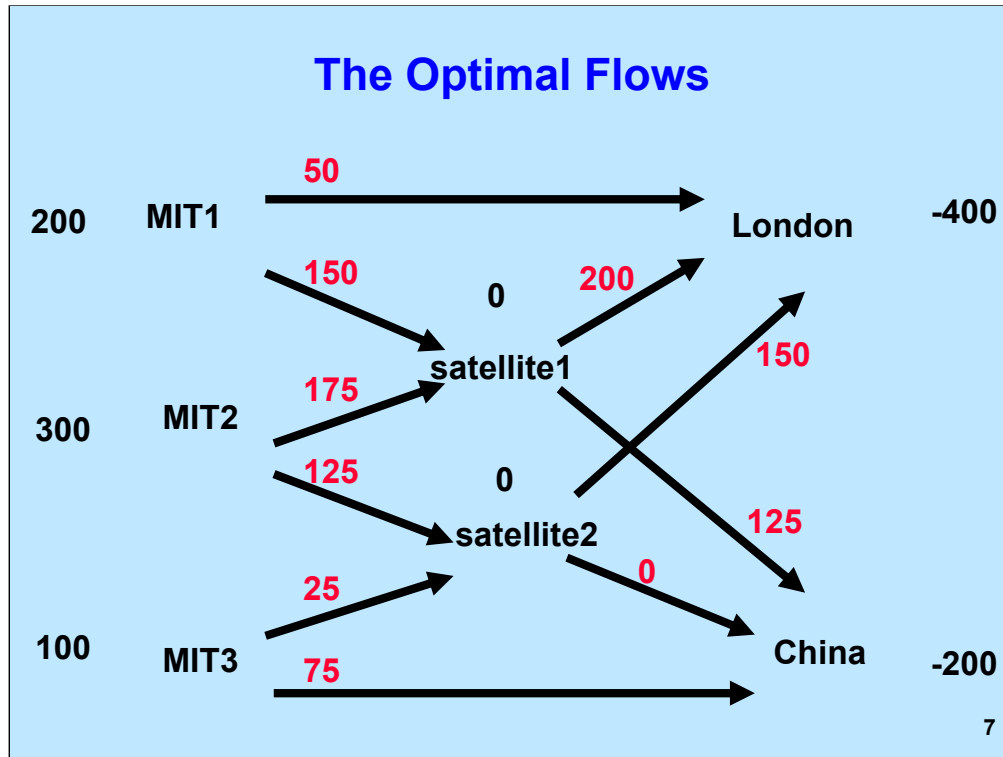 The Optimal Flows
50
200 MIT1
London -400
150
200
0
satellite1
150
175
300 MIT2
125
0
satellite2
125
0
25
100 MIT3
75
China -200
7